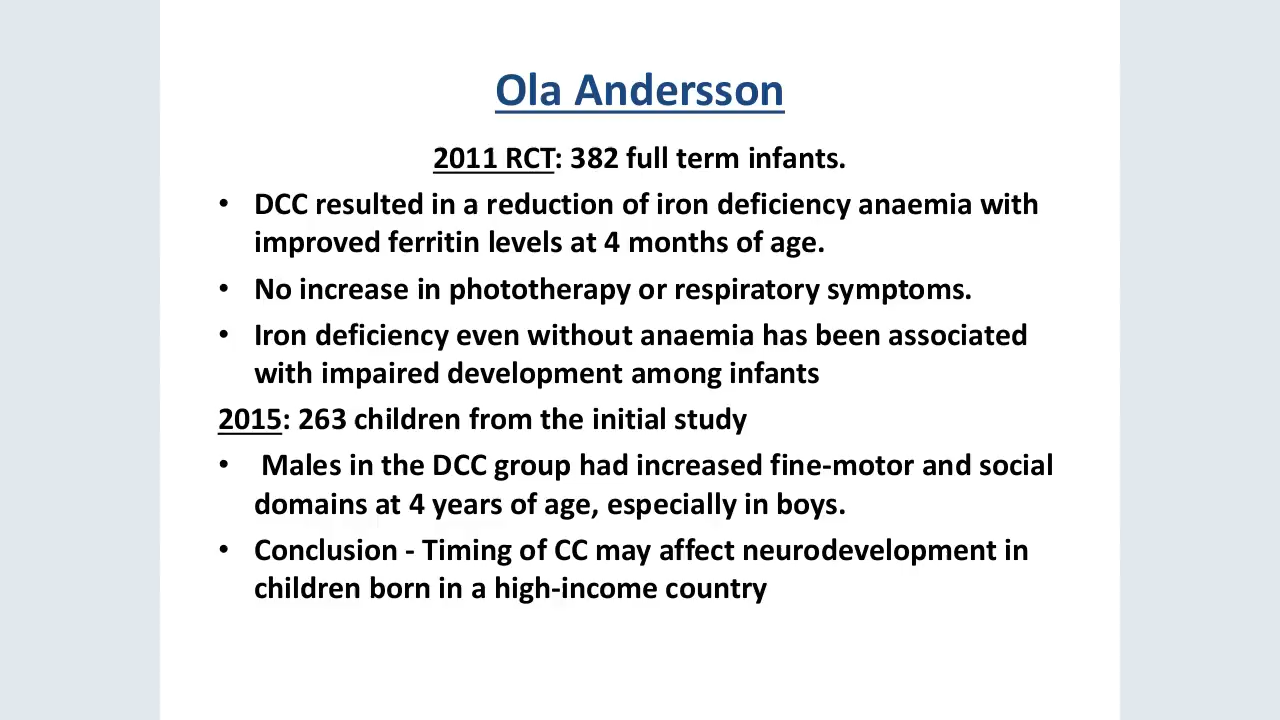 Ola Andersson
2011 RCT: 382 full term infants.
• DCC resulted in a reduction of iron deficiency anaemia with
improved ferritin levels at 4 months of age.
• No increase in phototherapy or respiratory symptoms.
• Iron deficiency even without anaemia has been associated
with impaired development among infants
2015: 263 children from the initial study
• Males in the DCC group had increased fine-motor and social
domains at 4 years of age, especially in boys.
• Conclusion - Timing of CC may affect neurodevelopment in
children born in a high-income country